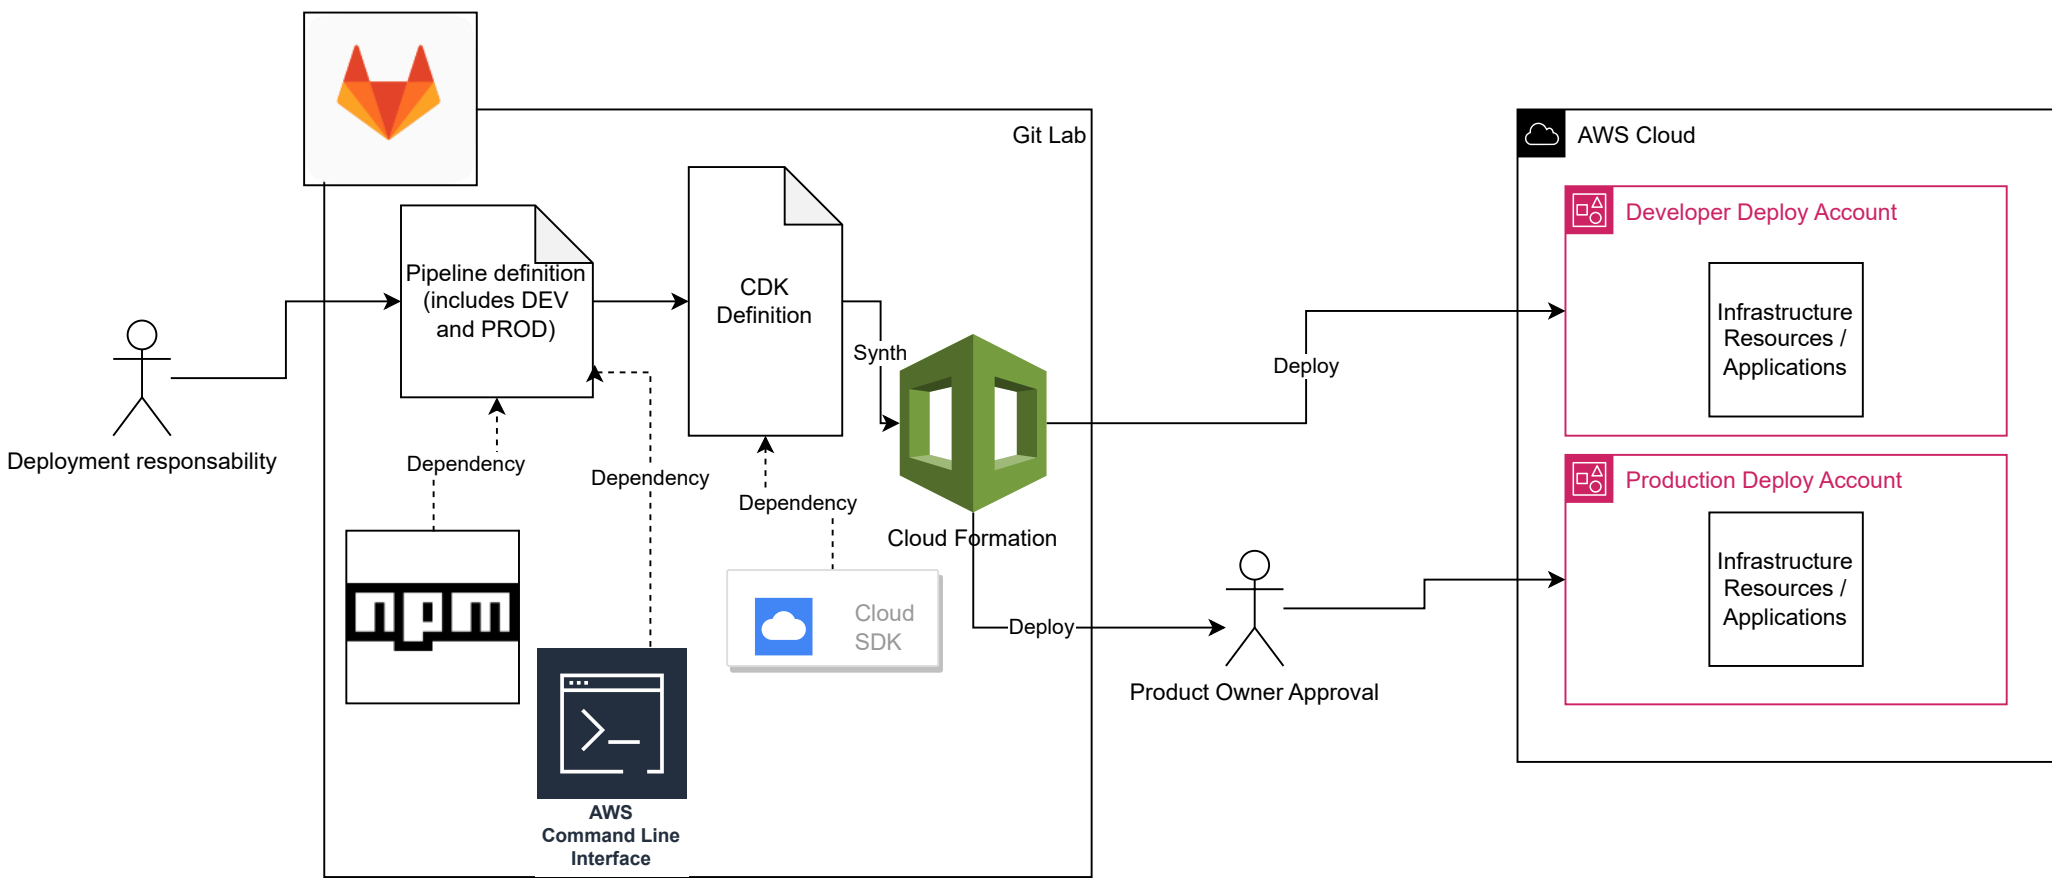 Git Lab
AWS Cloud
Developer Deploy Account
Pipeline definition
(includes DEV
and PROD)
CDK
Definition
Infrastructure
Resources /
Applications
Synth
Deploy
Deployment responsability
Dependency
Dependency
Dependency
Cloud Formation
Production Deploy Account
Infrastructure
Resources /
Applications
npm
Cloud
SDK
Deploy
Product Owner Approval
AWS
Command Line
Interface